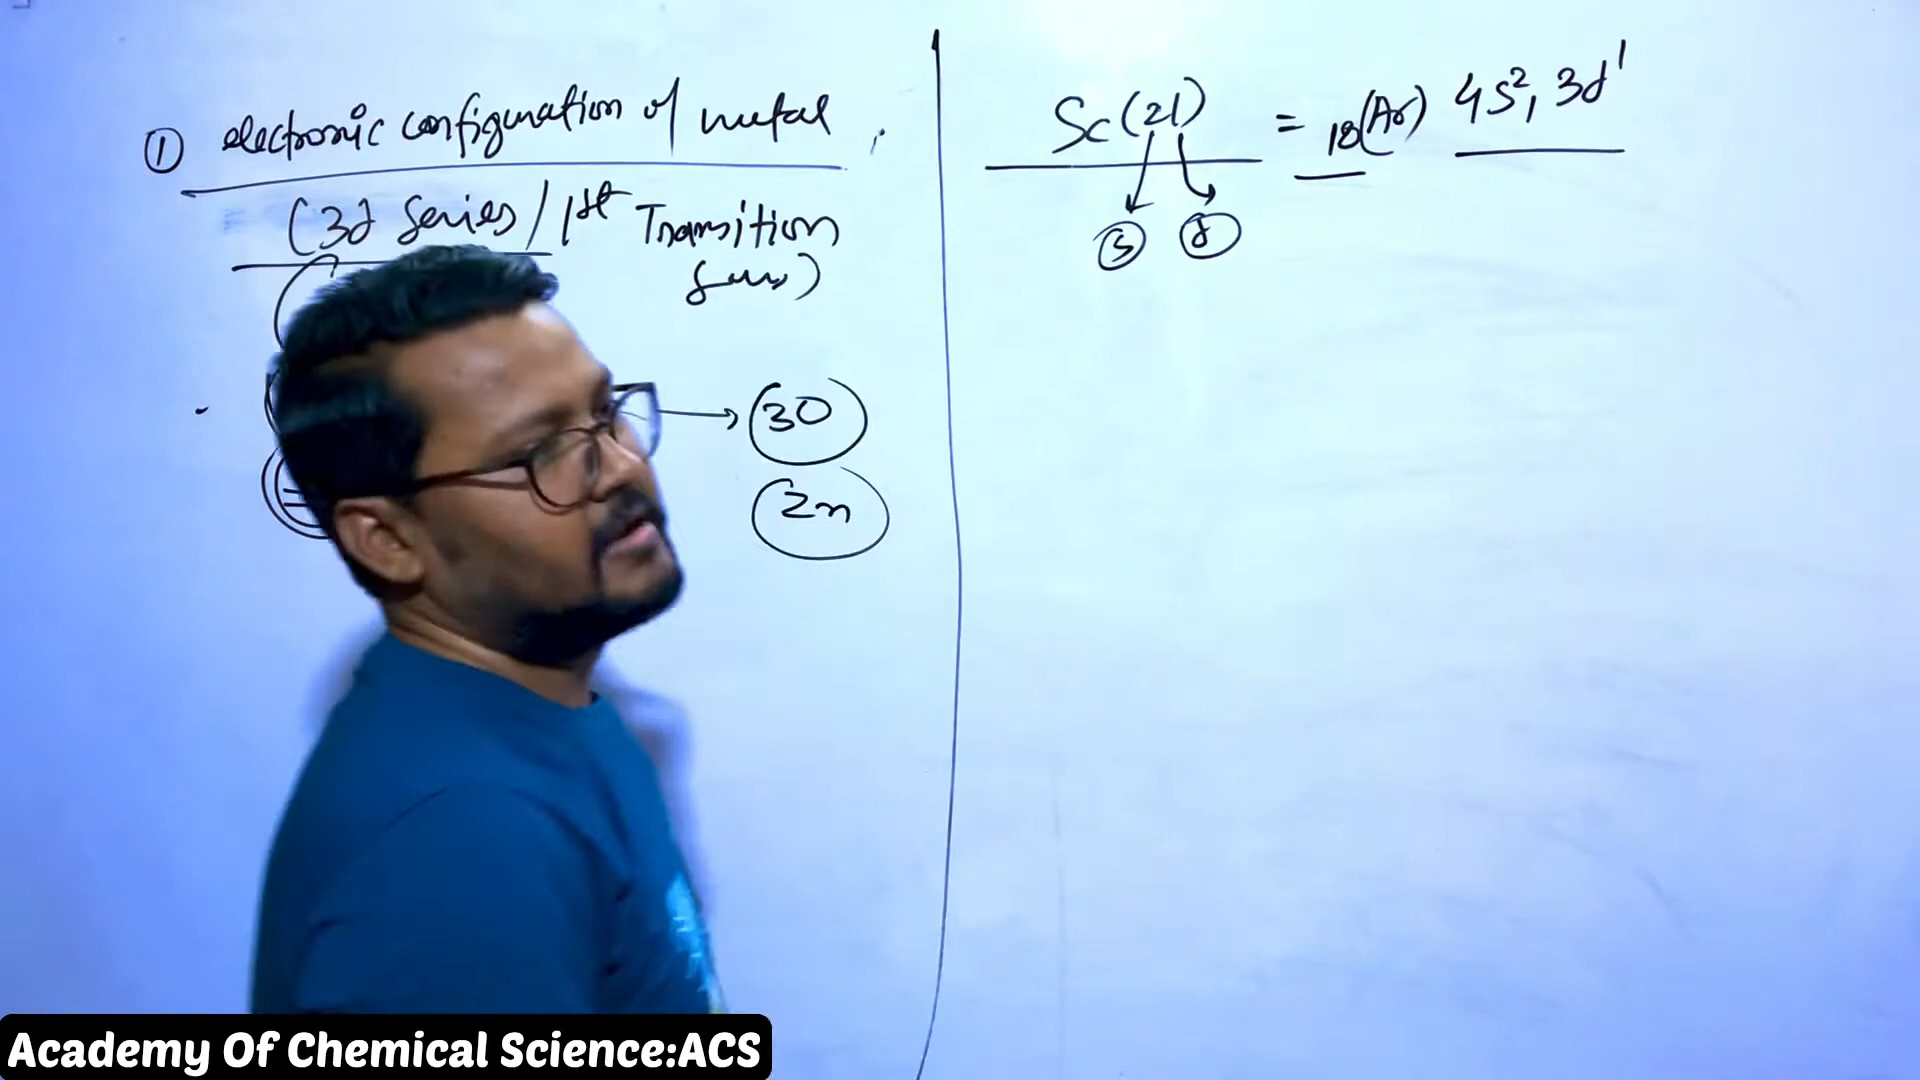 ① electronic configuration of metal
(3d Series / 1st Transition
Series)
→ 30
Zn
Sc(21) = 18(Ar) 4s², 3d¹
s d
Academy Of Chemical Science:ACS